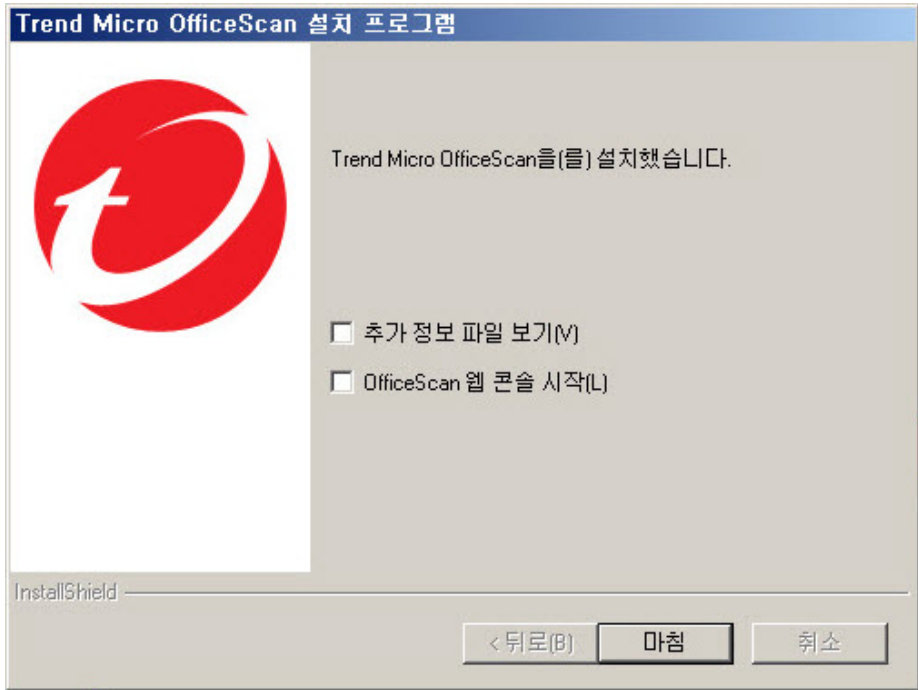 Trend Micro OfficeScan 설치 프로그램
Trend Micro OfficeScan을(를) 설치했습니다.
추가 정보 파일 보기(V)
OfficeScan 웹 콘솔 시작(L)
InstallShield
< 뒤로(B)
마침
취소